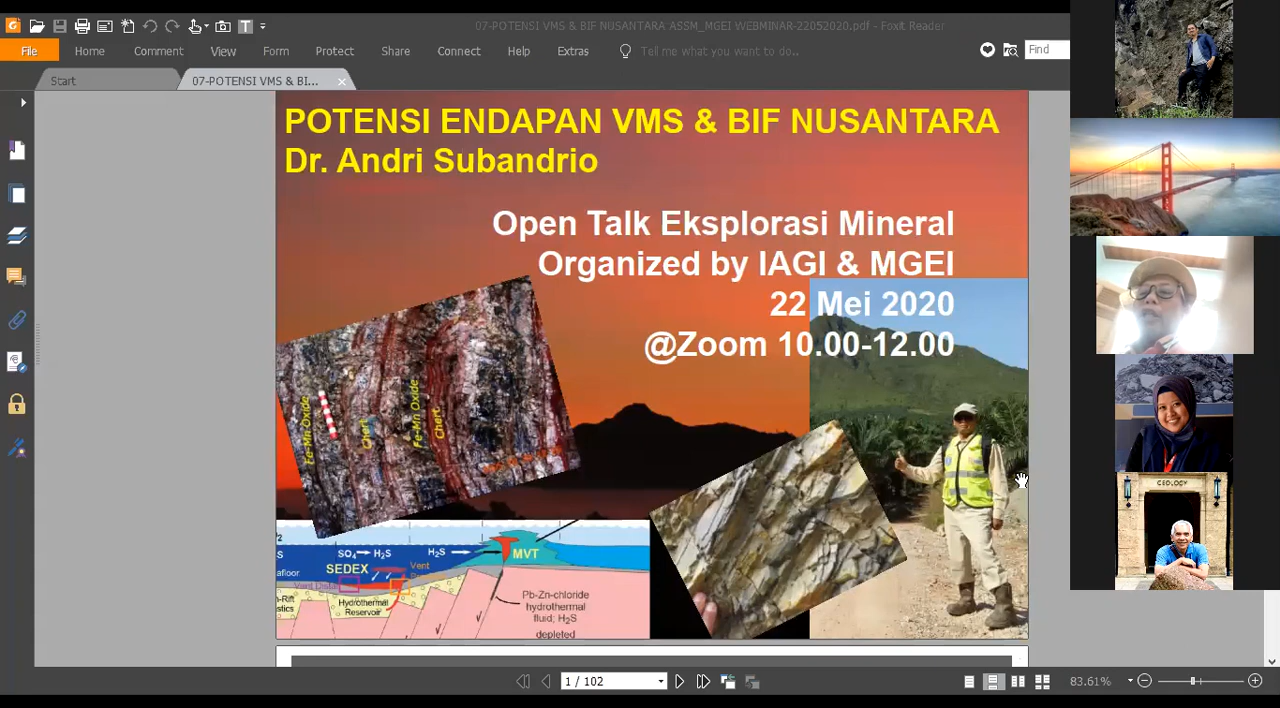 07-POTENSI VMS & BIF NUSANTARA ASSM_MGEI WEBMINAR-22052020.pdf - Foxit Reader
File Home Comment View Form Protect Share Connect Help Extras Tell me what you want to do.. Find
Start 07-POTENSI VMS & BI...
POTENSI ENDAPAN VMS & BIF NUSANTARA
Dr. Andri Subandrio
Open Talk Eksplorasi Mineral
Organized by IAGI & MGEI
22 Mei 2020
@Zoom 10.00-12.00
Fe-Mn Oxide
Chert
Fe-Mn Oxide
Chert
SO4→H2S
H2S
MVT
SEDEX
Vent
afloor
Hydrothermal
Reservoir
n-Rift
stics
Pb-Zn-chloride
hydrothermal
fluid; H2S
depleted
GEOLOGY
1 / 102
83.61%